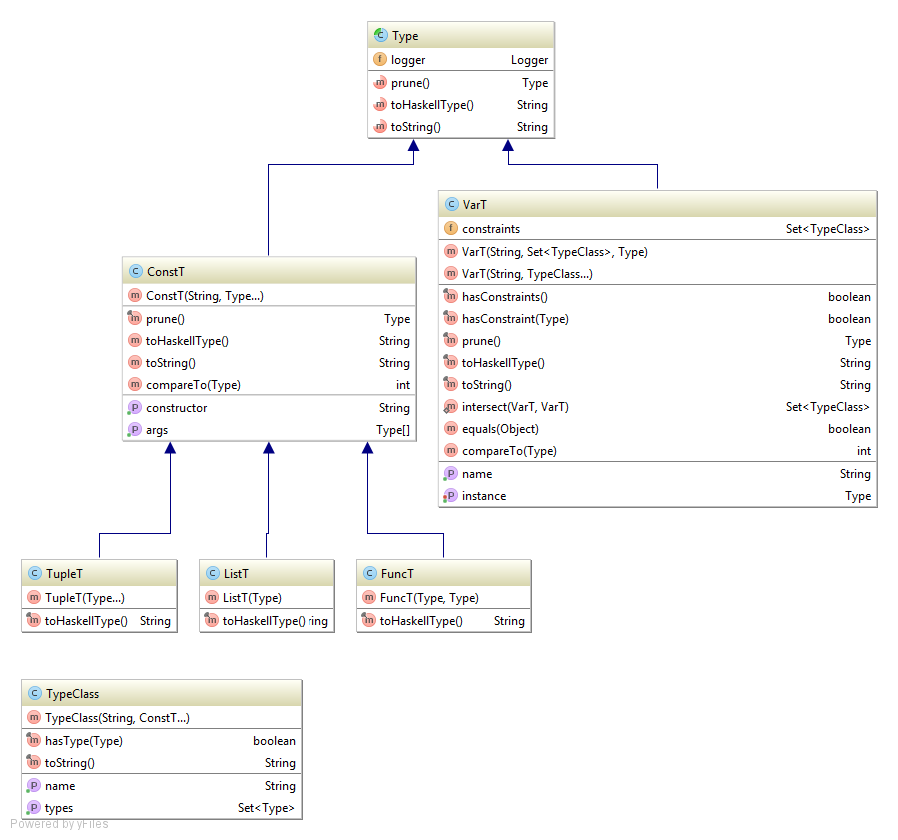 Type
logger Logger
prune() Type
toHaskellType() String
toString() String
VarT
constraints Set<TypeClass>
VarT(String, Set<TypeClass>, Type)
VarT(String, TypeClass...)
hasConstraints() boolean
hasConstraint(Type) boolean
prune() Type
toHaskellType() String
toString() String
intersect(VarT, VarT) Set<TypeClass>
equals(Object) boolean
compareTo(Type) int
name String
instance Type
ConstT
ConstT(String, Type...)
prune() Type
toHaskellType() String
toString() String
compareTo(Type) int
constructor String
args Type[]
TupleT
TupleT(Type...)
toHaskellType() String
ListT
ListT(Type)
toHaskellType() ring
FuncT
FuncT(Type, Type)
toHaskellType() String
TypeClass
TypeClass(String, ConstT...)
hasType(Type) boolean
toString() String
name String
types Set<Type>
Powered by yFiles